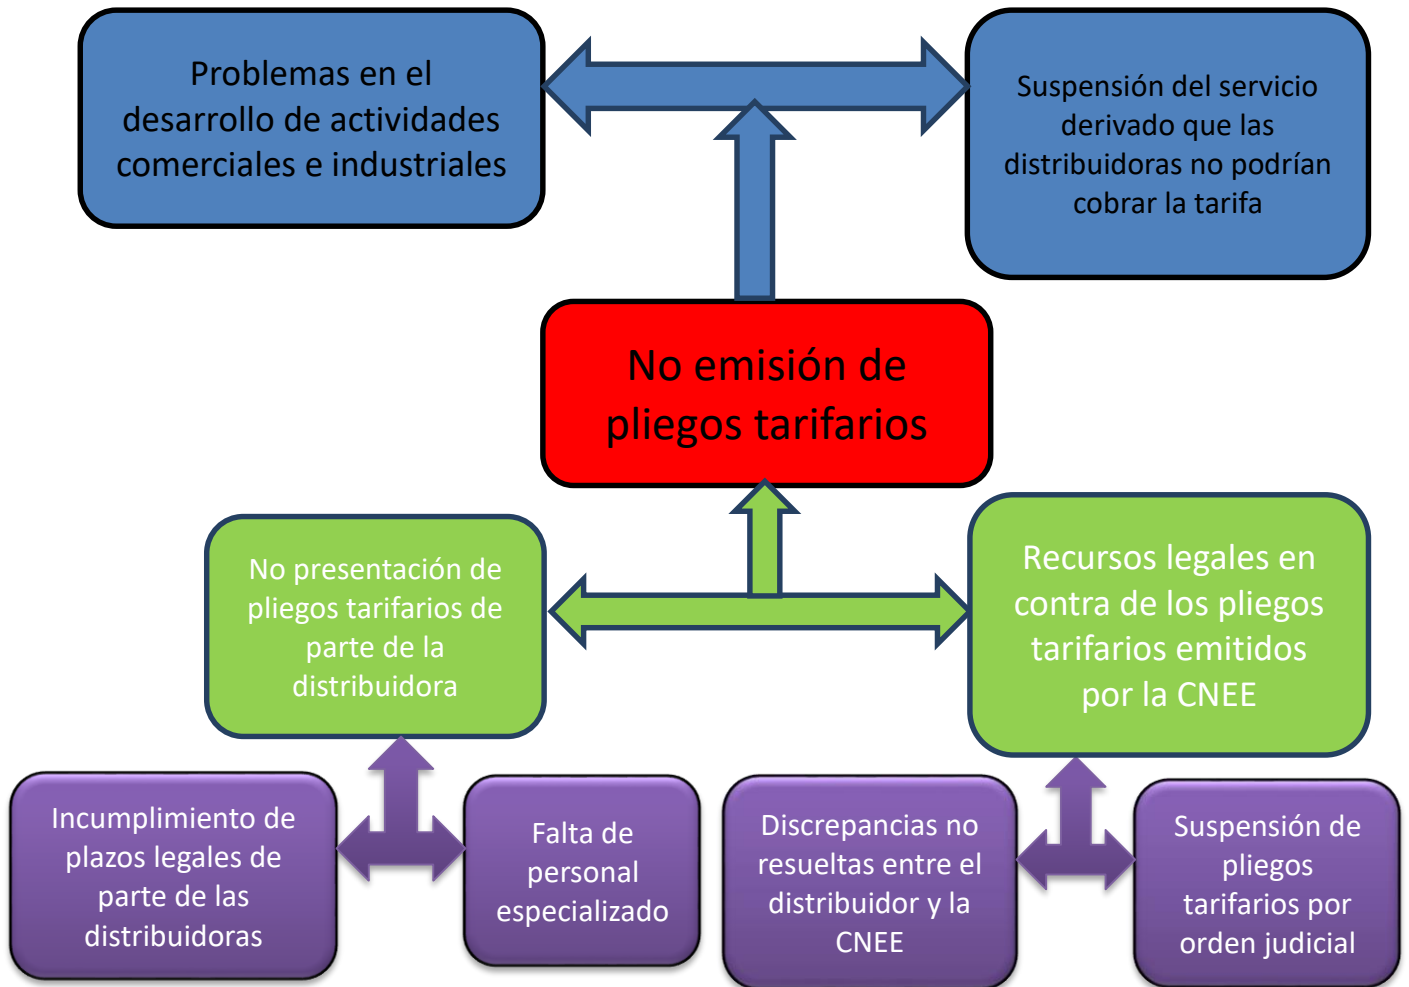 Problemas en el
desarrollo de actividades
comerciales e industriales
Suspensión del servicio
derivado que las
distribuidoras no podrían
cobrar la tarifa
No emisión de
pliegos tarifarios
No presentación de
pliegos tarifarios de
parte de la
distribuidora
Recursos legales en
contra de los pliegos
tarifarios emitidos
por la CNEE
Incumplimiento de
plazos legales de
parte de las
distribuidoras
Falta de
personal
especializado
Discrepancias no
resueltas entre el
distribuidor y la
CNEE
Suspensión de
pliegos
tarifarios por
orden judicial